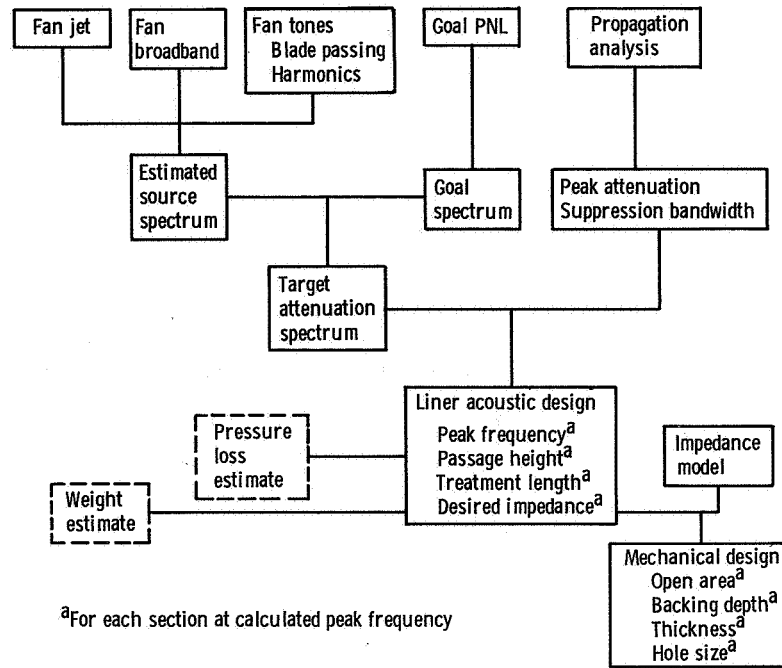 Fan jet
Fan
broadband
Fan tones
Blade passing
Harmonics
Goal PNL
Propagation
analysis
Estimated
source
spectrum
Goal
spectrum
Peak attenuation
Suppression bandwidth
Target
attenuation
spectrum
Liner acoustic design
Peak frequencyᵃ
Passage heightᵃ
Treatment lengthᵃ
Desired impedanceᵃ
Pressure
loss
estimate
Impedance
model
Weight
estimate
Mechanical design
Open areaᵃ
Backing depthᵃ
Thicknessᵃ
Hole sizeᵃ
ᵃFor each section at calculated peak frequency